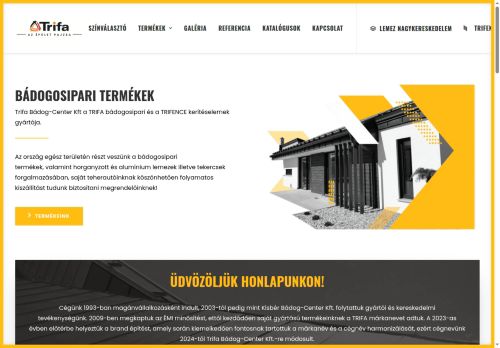 Trifa
AZ ÉPÜLET PAJZSA
SZÍNVÁLASZTÓ TERMÉKEK GALÉRIA REFERENCIA KATALÓGUSOK KAPCSOLAT LEMEZ NAGYKERESKEDELEM TRIFEN
BÁDOGOSIPARI TERMÉKEK
Trifa Bádog-Center Kft a TRIFA bádogosipari és a TRIFENCE kerítéselemek
gyártója.
Az ország egész területén részt veszünk a bádogosipari
termékek, valamint horganyzott és alumínium lemezek illetve tekercsek
forgalmazásában, saját teherautóinknak köszönhetően folyamatos
kiszállítást tudunk biztosítani megrendelőinknek!
TERMÉKEINK
ÜDVÖZÖLJÜK HONLAPUNKON!
Cégünk 1993-ban magánvállalkozásként indult, 2003-tól pedig mint Kisbér Bádog-Center Kft. folytattuk gyártói és kereskedelmi
tevékenységünk. 2009-ben megkaptuk az ÉMI minősítést, ettől kezdődően saját gyártású termékeinknek a TRIFA márkanevet adtuk. A 2023-as
évben előtérbe helyeztük a brand építést, amely során kiemelkedően fontosnak tartottuk a márkanév és a cégnév harmonizálását, ezért cégnevünk
2024-től Trifa Bádog-Center Kft.-re módosult.